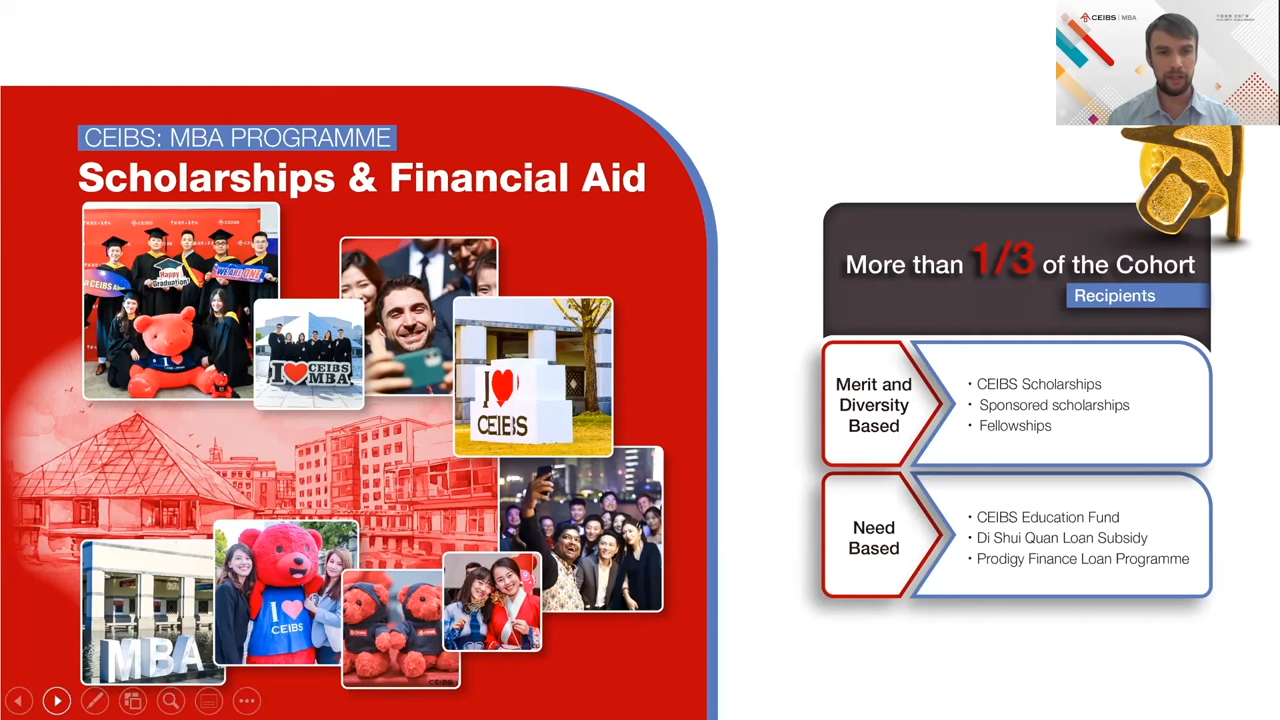 CEIBS | MBA
CEIBS: MBA PROGRAMME
Scholarships & Financial Aid
CEIBS
Happy
Graduation!
WE ARE ONE
a CEIBS
I
I ♥ CEIBS
MBA
I ♥
CEIBS
I ♥
CEIBS
MBA
More than 1/3 of the Cohort
Recipients
Merit and
Diversity
Based
• CEIBS Scholarships
• Sponsored scholarships
• Fellowships
Need
Based
• CEIBS Education Fund
• Di Shui Quan Loan Subsidy
• Prodigy Finance Loan Programme